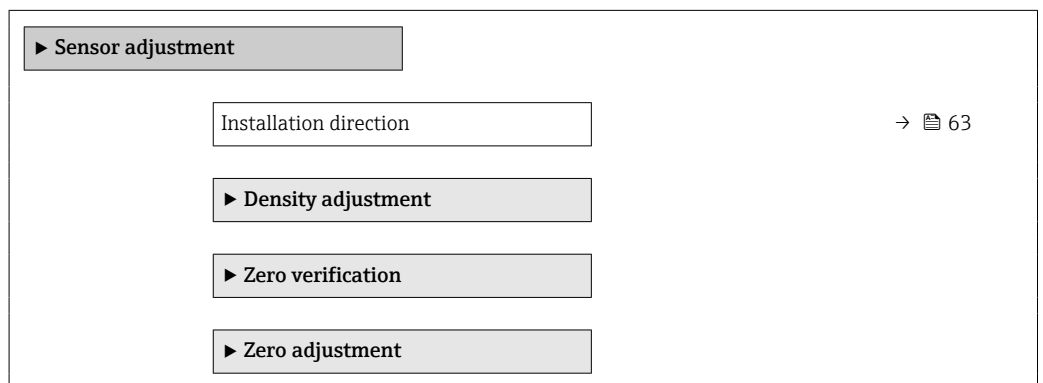 ▶ Sensor adjustment
Installation direction → 63
▶ Density adjustment
▶ Zero verification
▶ Zero adjustment